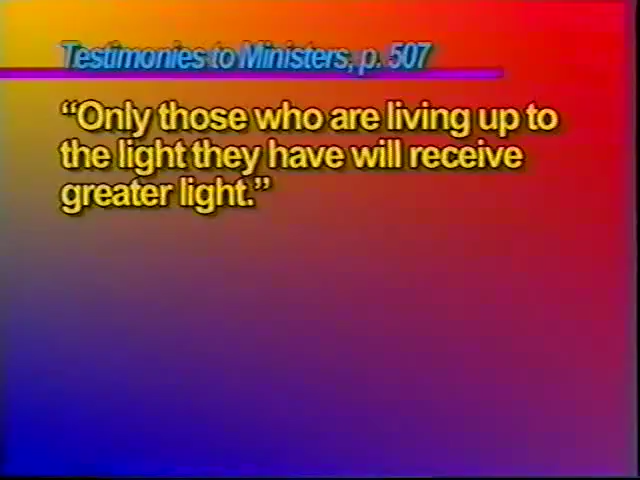 Testimonies to Ministers, p. 507
“Only those who are living up to
the light they have will receive
greater light.”